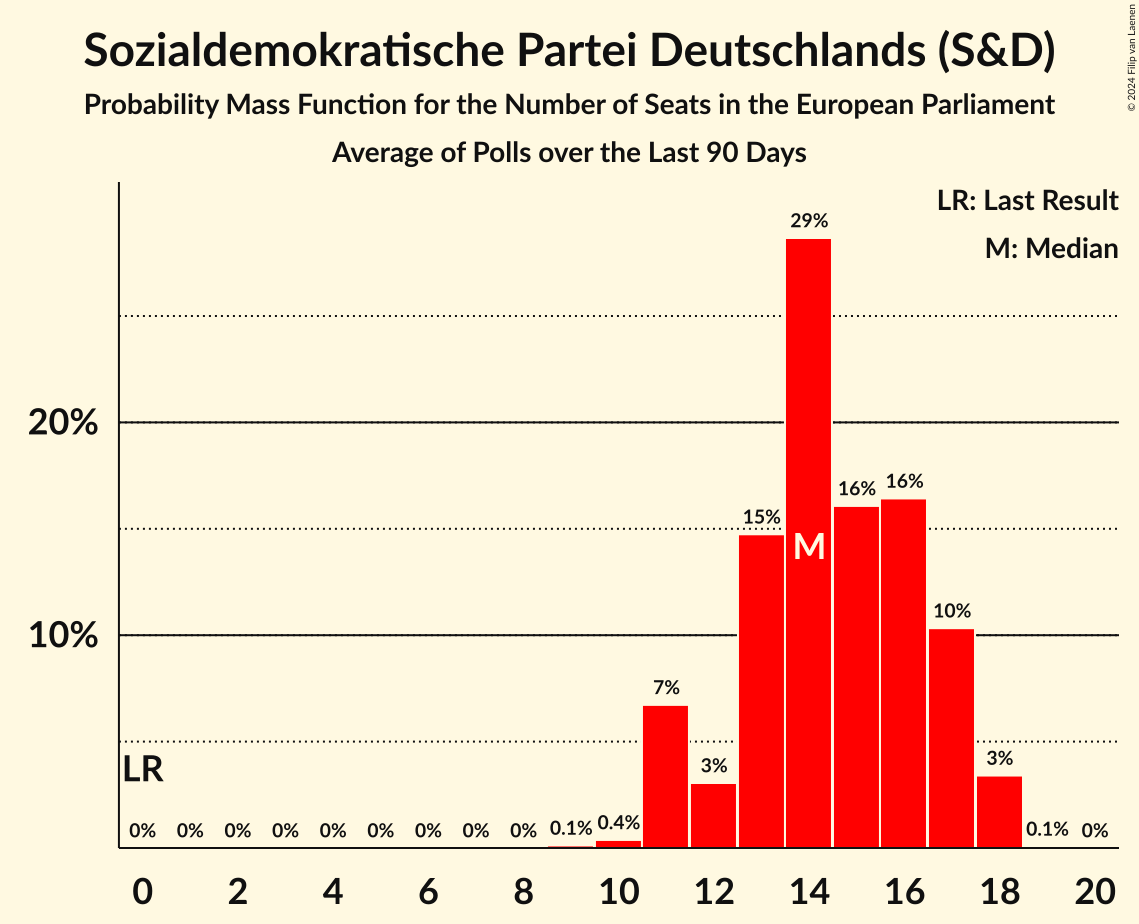 Sozialdemokratische Partei Deutschlands (S&D)
Probability Mass Function for the Number of Seats in the European Parliament
Average of Polls over the Last 90 Days
© 2024 Filip van Laenen
LR: Last Result
M: Median
29%
20%
16% 16%
15%
M
10%
10%
7%
3% 3%
LR
0% 0% 0% 0% 0% 0% 0% 0% 0% 0.1% 0.4% 0.1% 0%
0 2 4 6 8 10 12 14 16 18 20